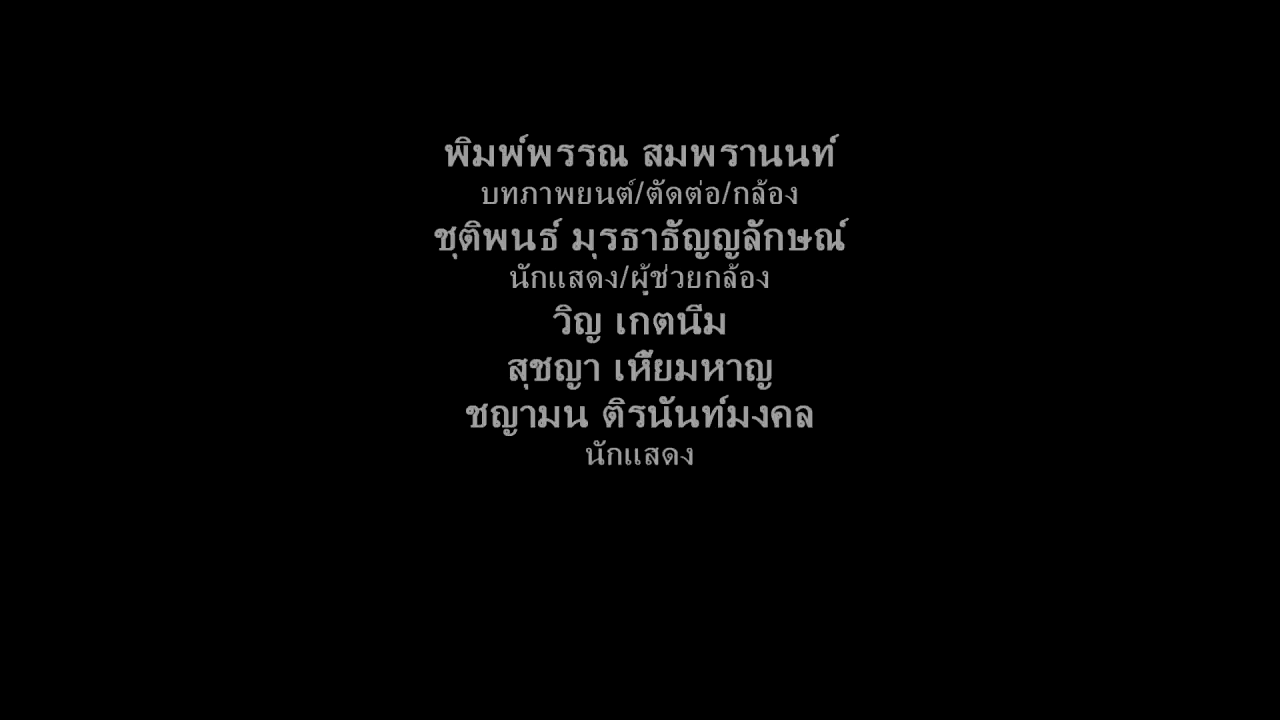 พิมพ์พรรณ สมพรานนท์
บทภาพยนต์/ตัดต่อ/กล้อง
ชุติพนธ์ มุรธาธัญญลักษณ์
นักแสดง/ผู้ช่วยกล้อง
วิญ เก่ตนีม
สุชญา เหี้ยมหาญ
ชญามน ติรนันท์มงคล
นักแสดง